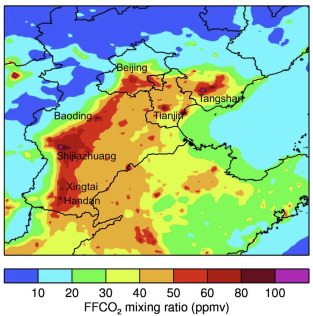 Beijing
Tangshan
Baoding
Tianjin
Shijiazhuang
Xingtai
Handan
10 20 30 40 50 60 80 100
FFCO₂ mixing ratio (ppmv)